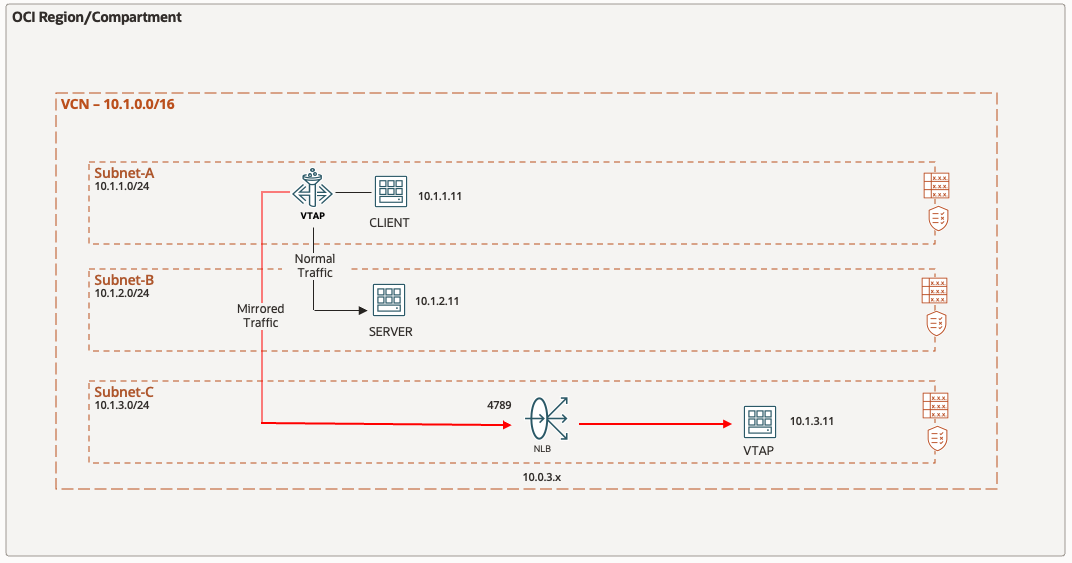 OCI Region/Compartment
VCN – 10.1.0.0/16
Subnet-A
10.1.1.0/24
VTAP
10.1.1.11
CLIENT
Normal
Traffic
Subnet-B
10.1.2.0/24
10.1.2.11
SERVER
Mirrored
Traffic
Subnet-C
10.1.3.0/24
4789
NLB
10.1.3.11
VTAP
10.0.3.x